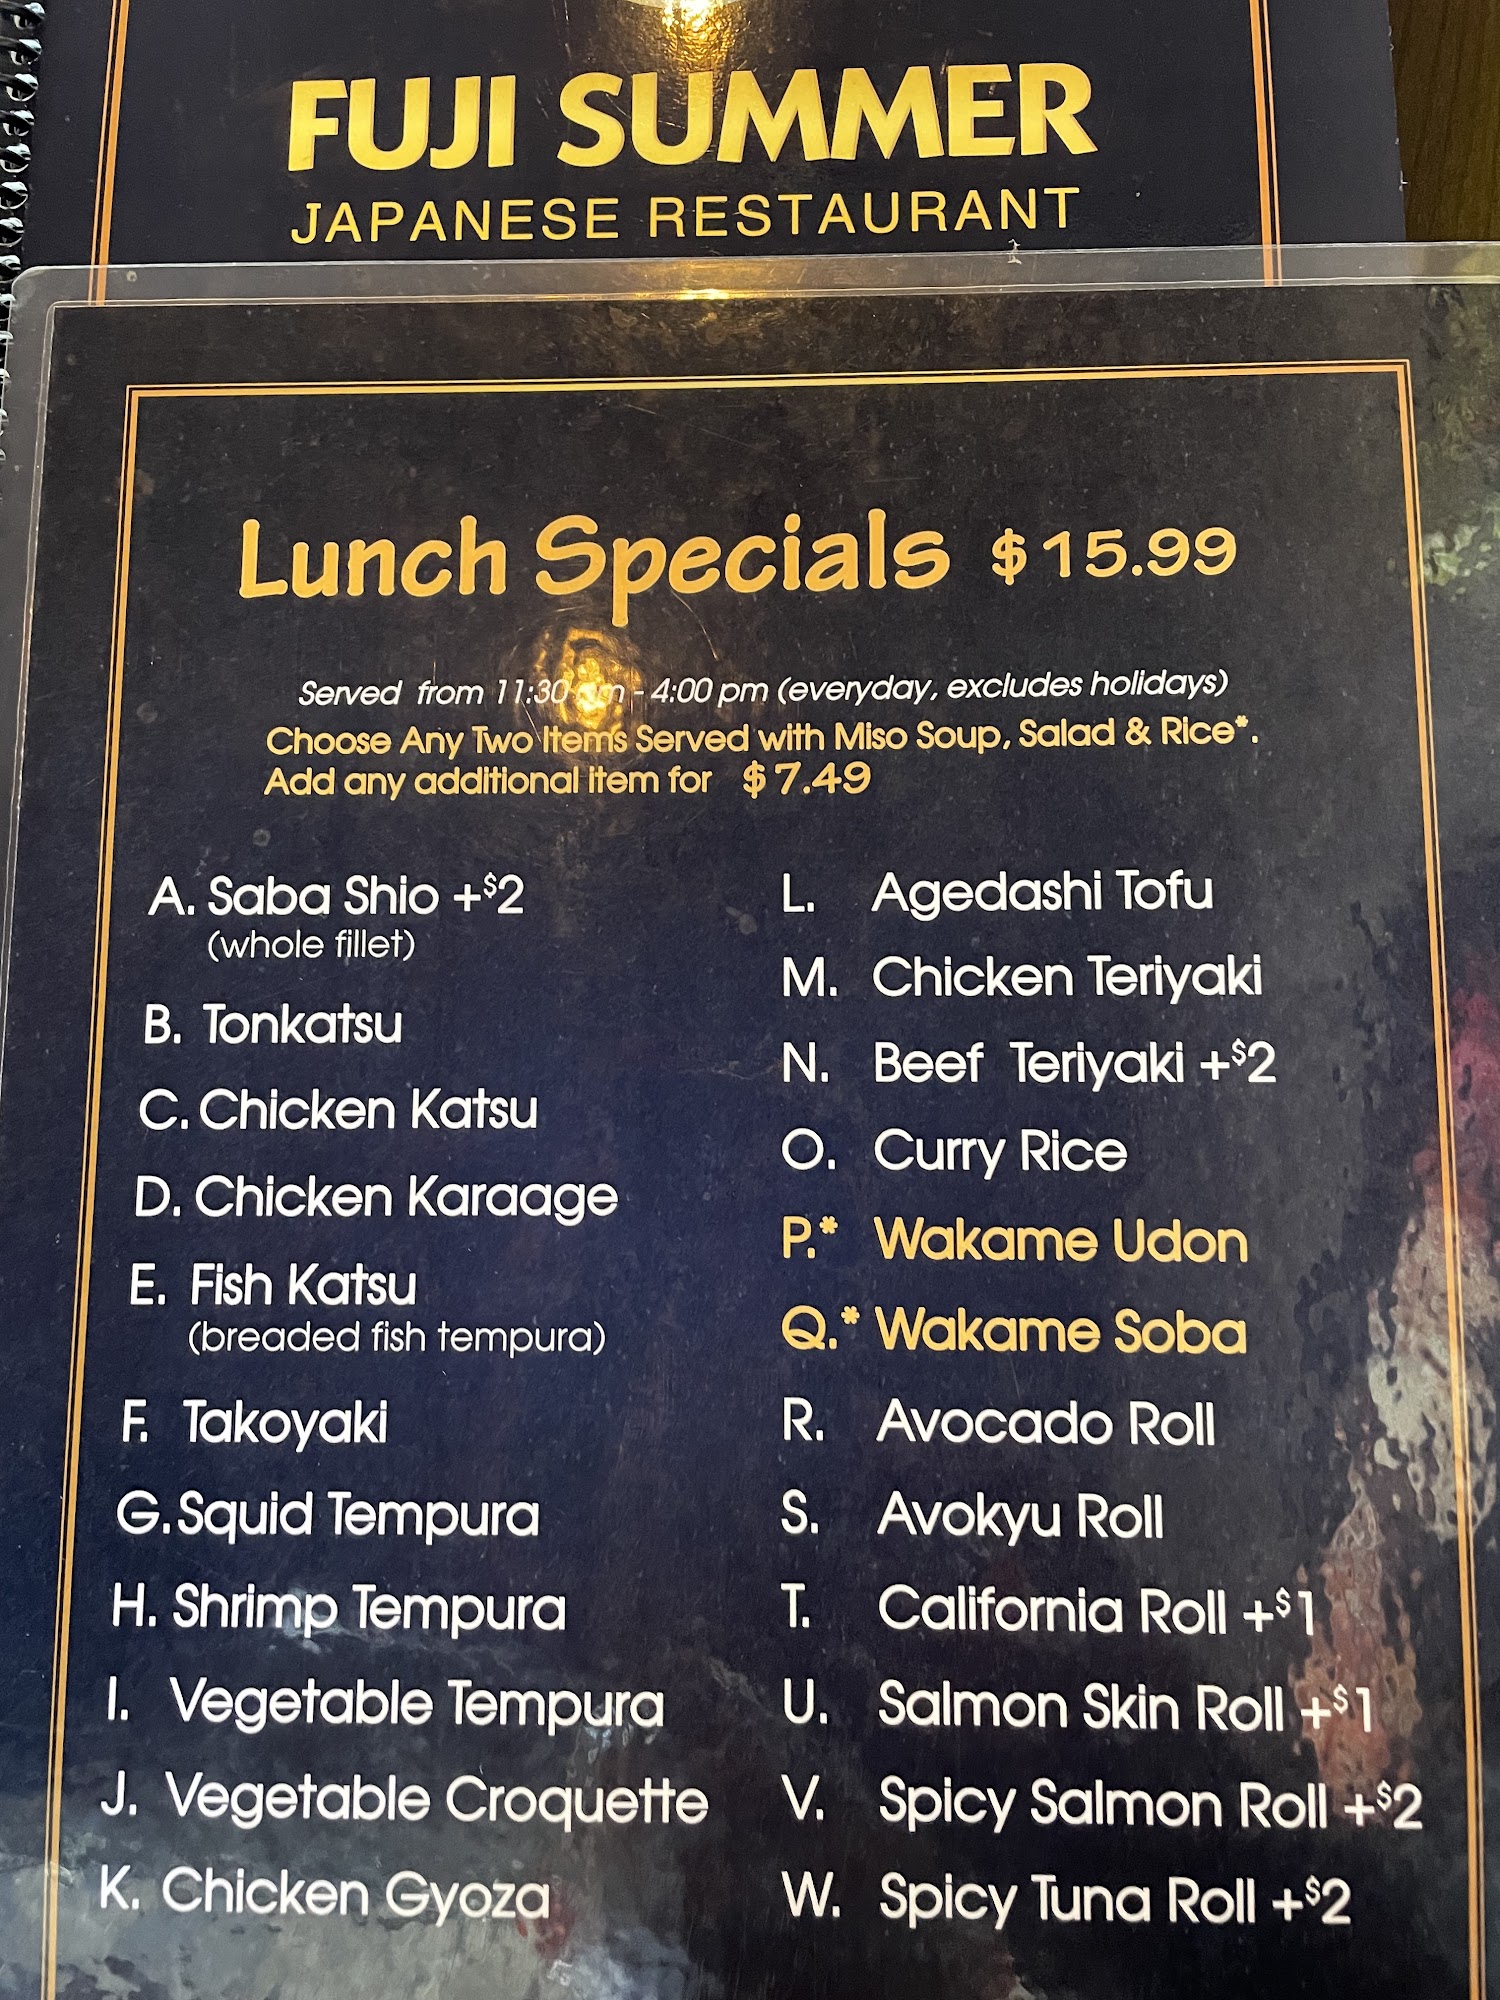 FUJI SUMMER
JAPANESE RESTAURANT
Lunch Specials $15.99
Served from 11:30 am - 4:00 pm (everyday, excludes holidays)
Choose Any Two Items Served with Miso Soup, Salad & Rice*.
Add any additional item for $7.49
A. Saba Shio +$2
(whole fillet)
B. Tonkatsu
C. Chicken Katsu
D. Chicken Karaage
E. Fish Katsu
(breaded fish tempura)
F. Takoyaki
G. Squid Tempura
H. Shrimp Tempura
I. Vegetable Tempura
J. Vegetable Croquette
K. Chicken Gyoza
L. Agedashi Tofu
M. Chicken Teriyaki
N. Beef Teriyaki +$2
O. Curry Rice
P.* Wakame Udon
Q.* Wakame Soba
R. Avocado Roll
S. Avokyu Roll
T. California Roll +$1
U. Salmon Skin Roll +$1
V. Spicy Salmon Roll +$2
W. Spicy Tuna Roll +$2